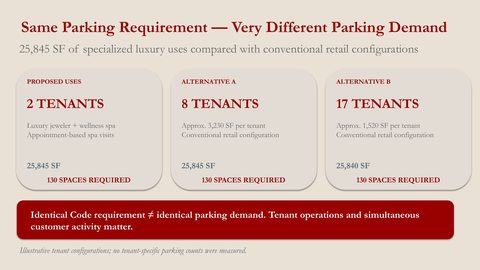 Same Parking Requirement — Very Different Parking Demand
25,845 SF of specialized luxury uses compared with conventional retail configurations
PROPOSED USES
2 TENANTS
Luxury jeweler + wellness spa
Appointment-based spa visits
25,845 SF
130 SPACES REQUIRED
ALTERNATIVE A
8 TENANTS
Approx. 3,230 SF per tenant
Conventional retail configuration
25,845 SF
130 SPACES REQUIRED
ALTERNATIVE B
17 TENANTS
Approx. 1,520 SF per tenant
Conventional retail configuration
25,840 SF
130 SPACES REQUIRED
Identical Code requirement ≠ identical parking demand. Tenant operations and simultaneous
customer activity matter.
Illustrative tenant configurations; no tenant-specific parking counts were measured.